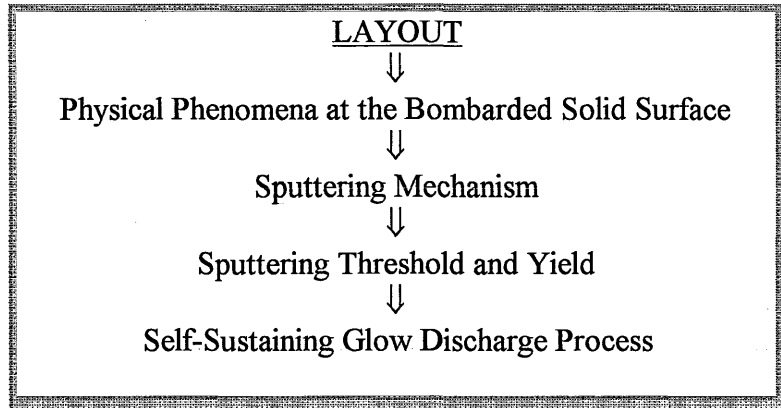 LAYOUT
⇓
Physical Phenomena at the Bombarded Solid Surface
⇓
Sputtering Mechanism
⇓
Sputtering Threshold and Yield
⇓
Self-Sustaining Glow Discharge Process